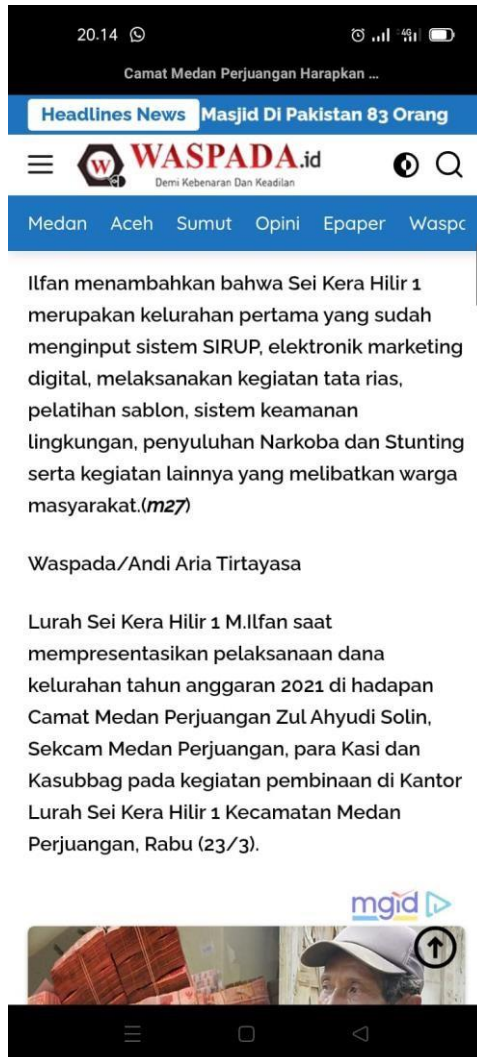 20.14
4G
Camat Medan Perjuangan Harapkan ...
Headlines News Masjid Di Pakistan 83 Orang
W WASPADA.id
Demi Kebenaran Dan Keadilan
Medan Aceh Sumut Opini Epaper Waspc
Ilfan menambahkan bahwa Sei Kera Hilir 1
merupakan kelurahan pertama yang sudah
menginput sistem SIRUP, elektronik marketing
digital, melaksanakan kegiatan tata rias,
pelatihan sablon, sistem keamanan
lingkungan, penyuluhan Narkoba dan Stunting
serta kegiatan lainnya yang melibatkan warga
masyarakat.(m27)
Waspada/Andi Aria Tirtayasa
Lurah Sei Kera Hilir 1 M.Ilfan saat
mempresentasikan pelaksanaan dana
kelurahan tahun anggaran 2021 di hadapan
Camat Medan Perjuangan Zul Ahyudi Solin,
Sekcam Medan Perjuangan, para Kasi dan
Kasubbag pada kegiatan pembinaan di Kantor
Lurah Sei Kera Hilir 1 Kecamatan Medan
Perjuangan, Rabu (23/3).
mgid